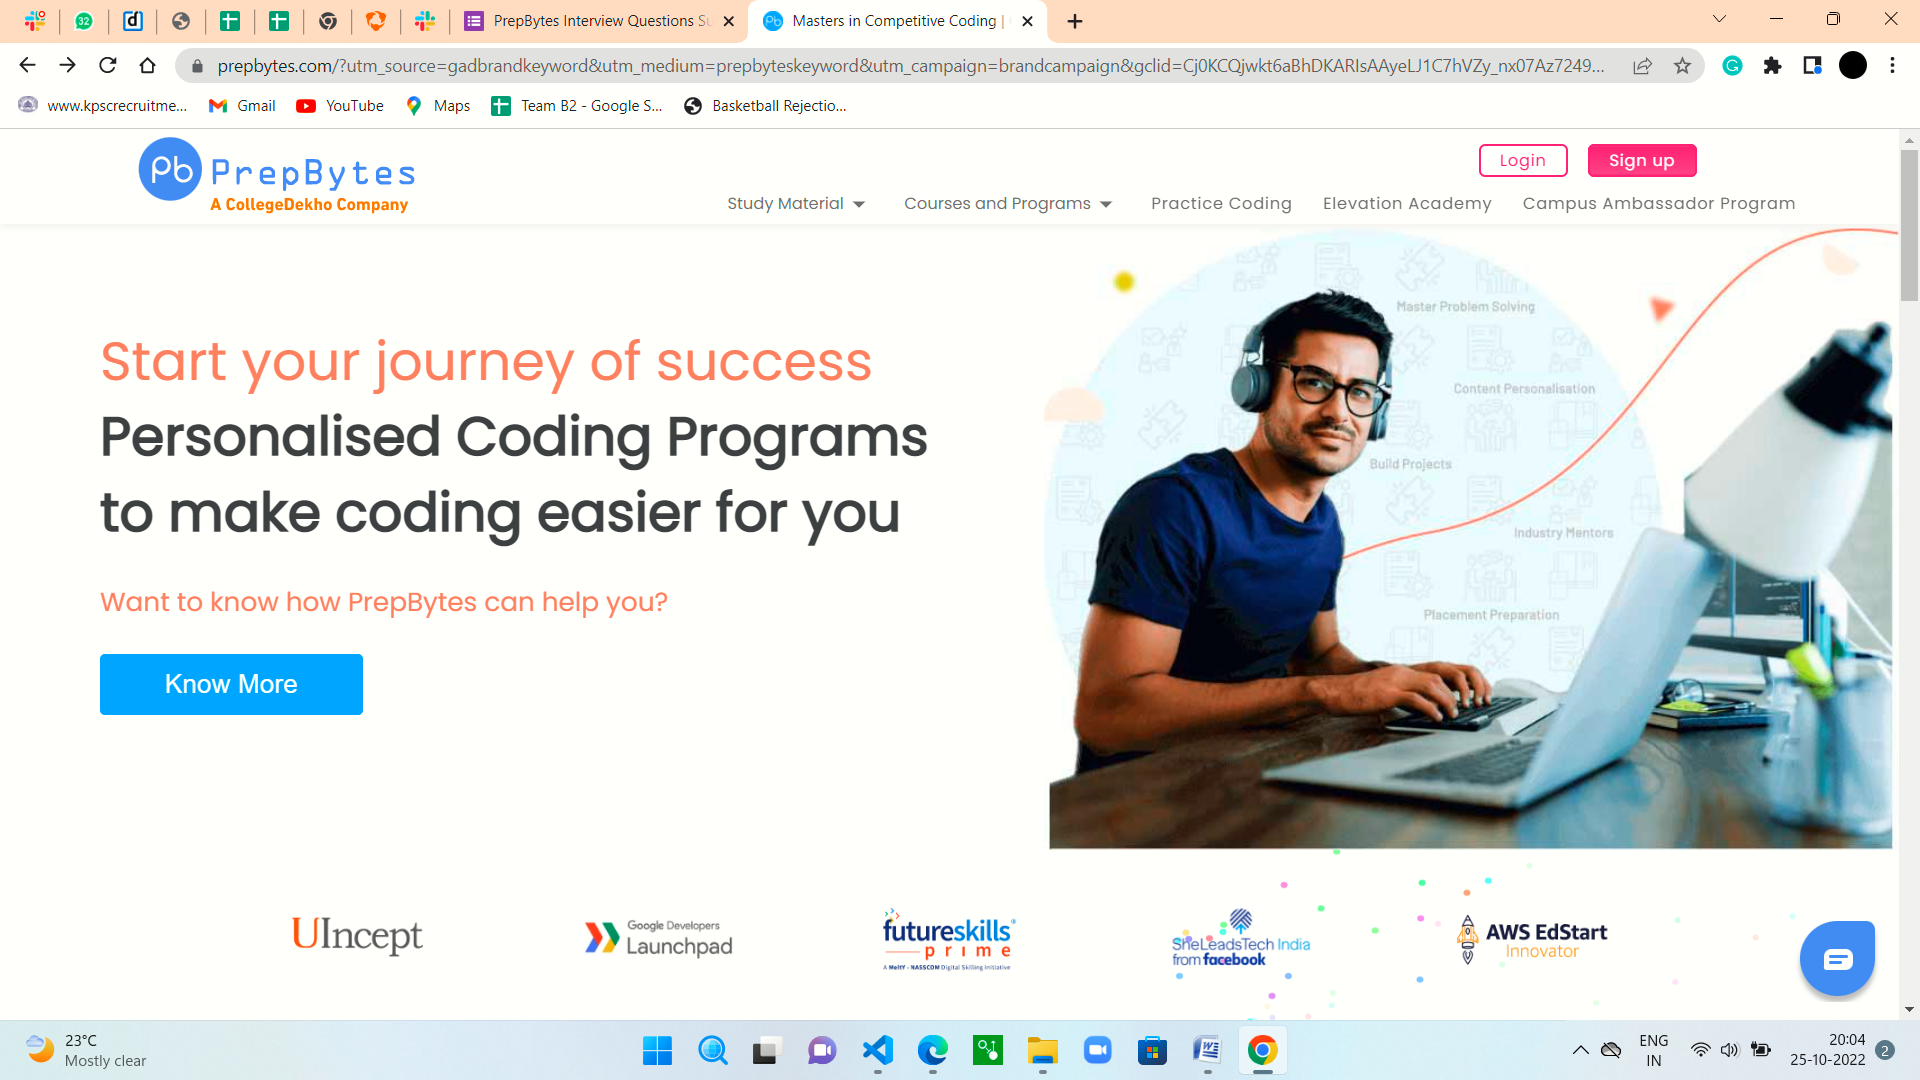 32
PrepBytes Interview Questions Su
Masters in Competitive Coding |
prepbytes.com/?utm_source=gadbrandkeyword&utm_medium=prepbyteskeyword&utm_campaign=brandcampaign&gclid=Cj0KCQjwkt6aBhDKARIsAAyeLJ1C7hVZy_nx07Az7249...
www.kpscrecruitme...
Gmail
YouTube
Maps
Team B2 - Google S...
Basketball Rejectio...
Pb
PrepBytes
A CollegeDekho Company
Login
Sign up
Study Material
Courses and Programs
Practice Coding
Elevation Academy
Campus Ambassador Program
Start your journey of success
Personalised Coding Programs
to make coding easier for you
Want to know how PrepBytes can help you?
Know More
Master Problem Solving
Content Personalisation
Build Projects
Industry Mentors
Placement Preparation
UIncept
Google Developers
Launchpad
futureskills
prime
A MeitY - NASSCOM Digital Skilling Initiative
SheLeadsTech India
from facebook
AWS EdStart
Innovator
23°C
Mostly clear
ENG
IN
20:04
25-10-2022
2